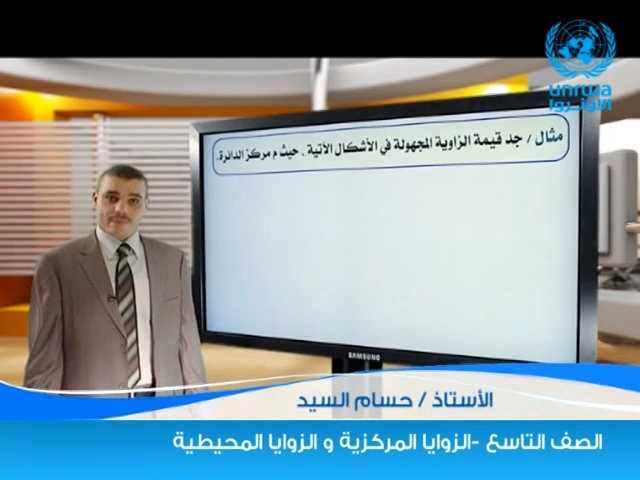 unrwa
الأونروا
مثال / جد قيمة الزاوية المجهولة في الأشكال الأتية ، حيث م مركز الدائرة.
SAMSUNG
الأستاذ / حسام السيد
الصف التاسع -الزوايا المركزية و الزوايا المحيطية